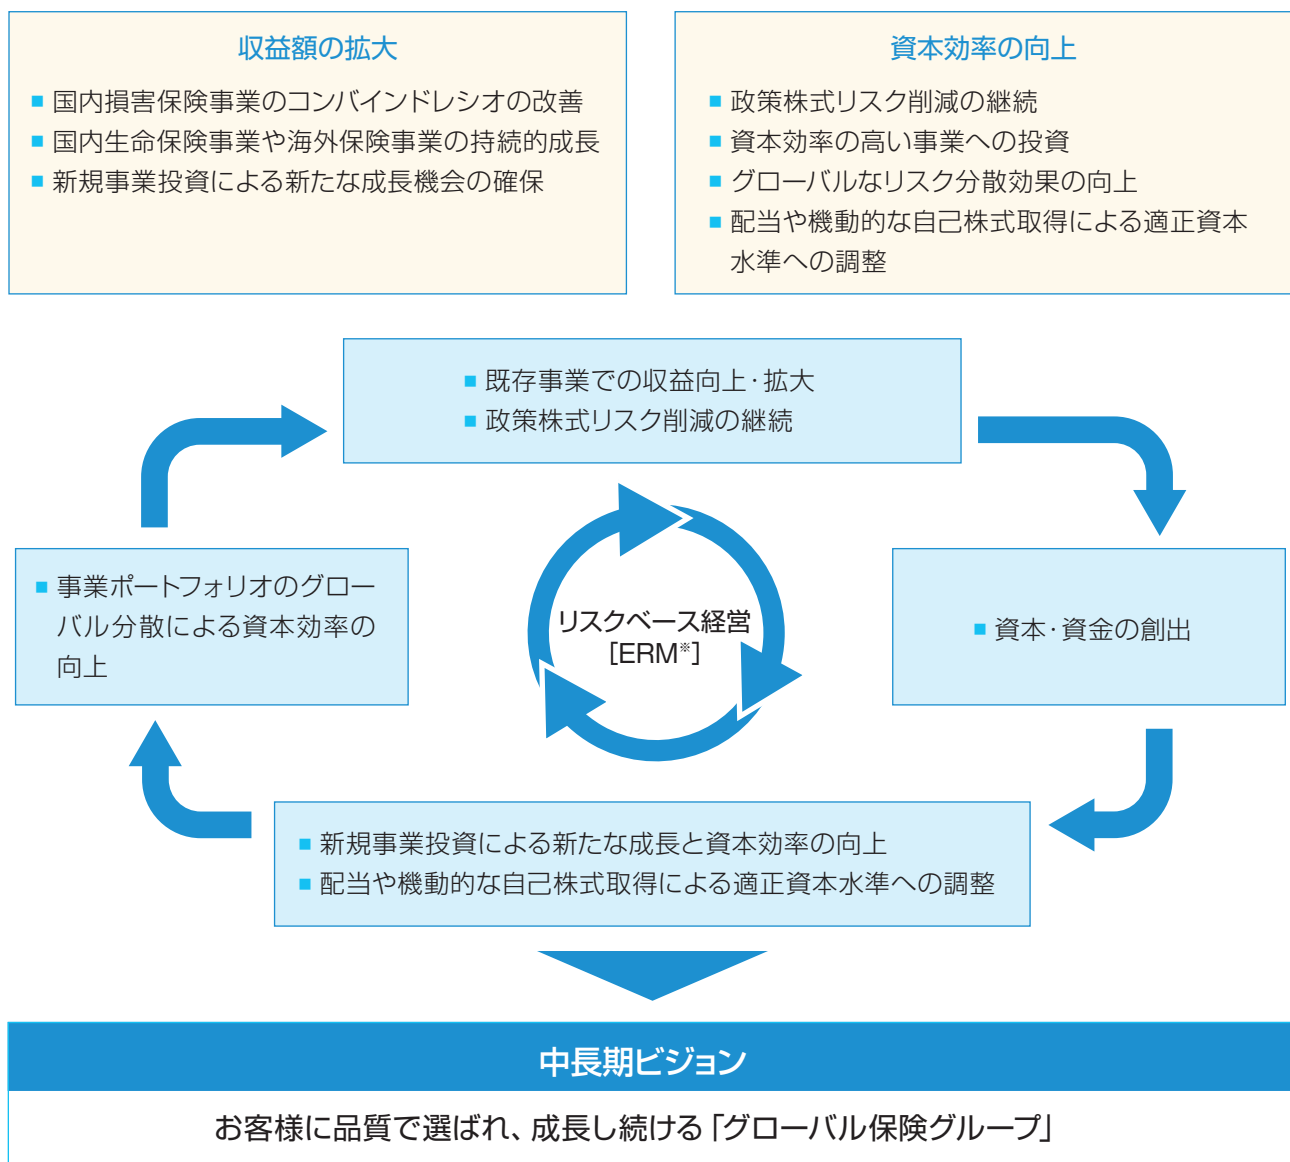 収益額の拡大
■ 国内損害保険事業のコンバインドレシオの改善
■ 国内生命保険事業や海外保険事業の持続的成長
■ 新規事業投資による新たな成長機会の確保
資本効率の向上
■ 政策株式リスク削減の継続
■ 資本効率の高い事業への投資
■ グローバルなリスク分散効果の向上
■ 配当や機動的な自己株式取得による適正資本
水準への調整
■ 既存事業での収益向上・拡大
■ 政策株式リスク削減の継続
■ 事業ポートフォリオのグロー
バル分散による資本効率の
向上
リスクベース経営
[ERM※]
■ 資本・資金の創出
■ 新規事業投資による新たな成長と資本効率の向上
■ 配当や機動的な自己株式取得による適正資本水準への調整
中長期ビジョン
お客様に品質で選ばれ、成長し続ける「グローバル保険グループ」